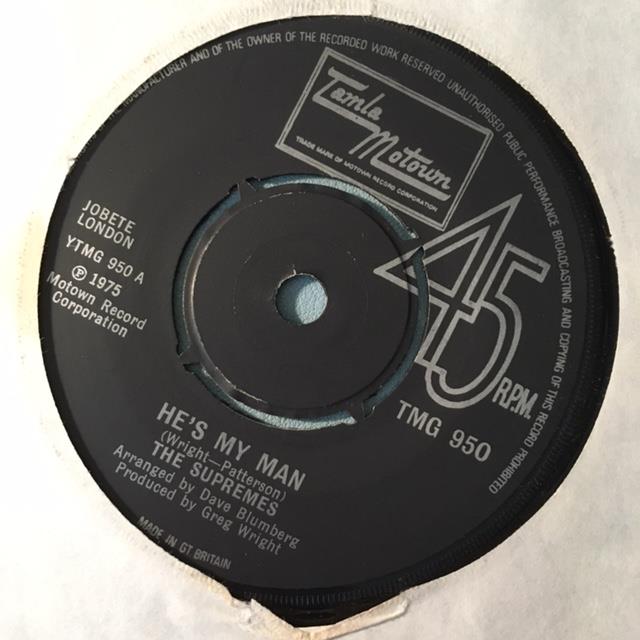 MANUFACTURER AND OF THE OWNER OF THE RECORDED WORK RESERVED UNAUTHORISED PUBLIC PERFORMANCE BROADCASTING AND COPYING OF THIS RECORD PROHIBITED
Tamla
Motown
TRADE MARK OF MOTOWN RECORD CORPORATION
JOBETE
LONDON
YTMG 950 A
Ⓟ 1975
Motown Record
Corporation
45
R.P.M.
TMG 950
HE'S MY MAN
(Wright—Patterson)
THE SUPREMES
Arranged by Dave Blumberg
Produced by Greg Wright
MADE IN GT. BRITAIN